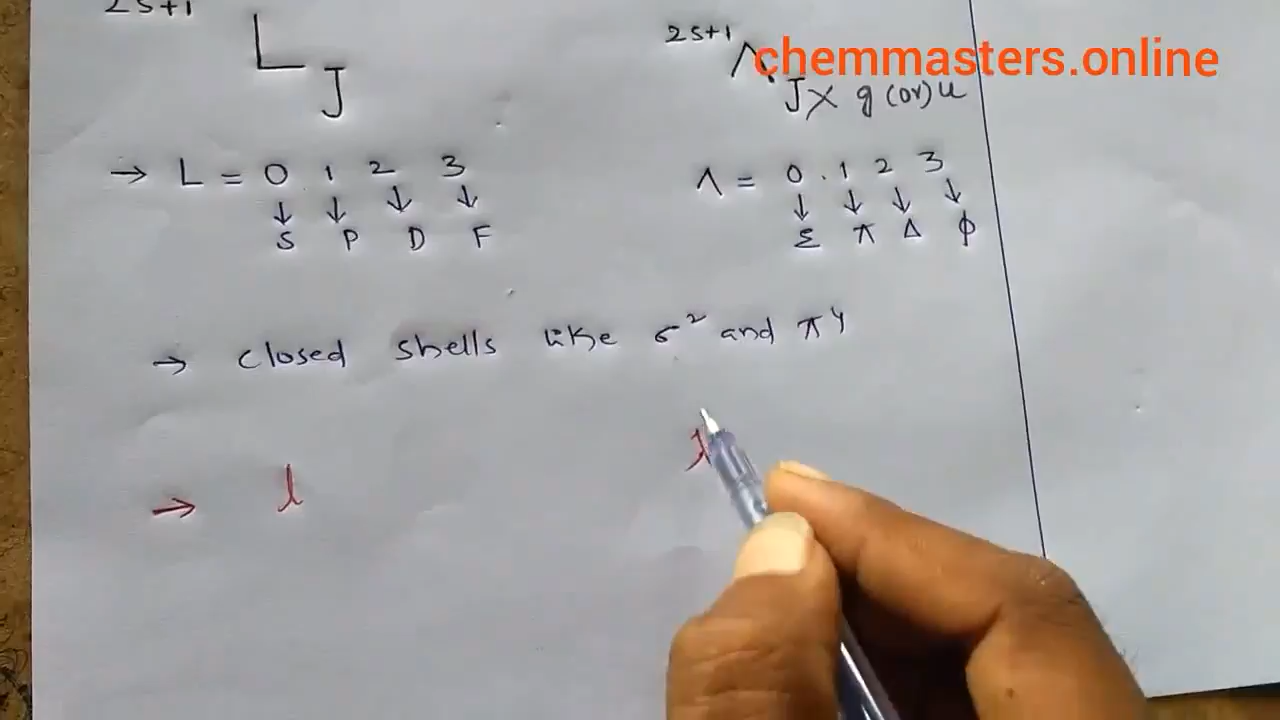 2S+1 L J
2S+1 Λ J X g (or) u
chemmasters.online
→ L = 0 1 2 3
↓ ↓ ↓ ↓
S P D F
Λ = 0 . 1 2 3
↓ ↓ ↓ ↓
Σ π Δ ϕ
→ closed shells like σ² and π⁴
→ l
λ